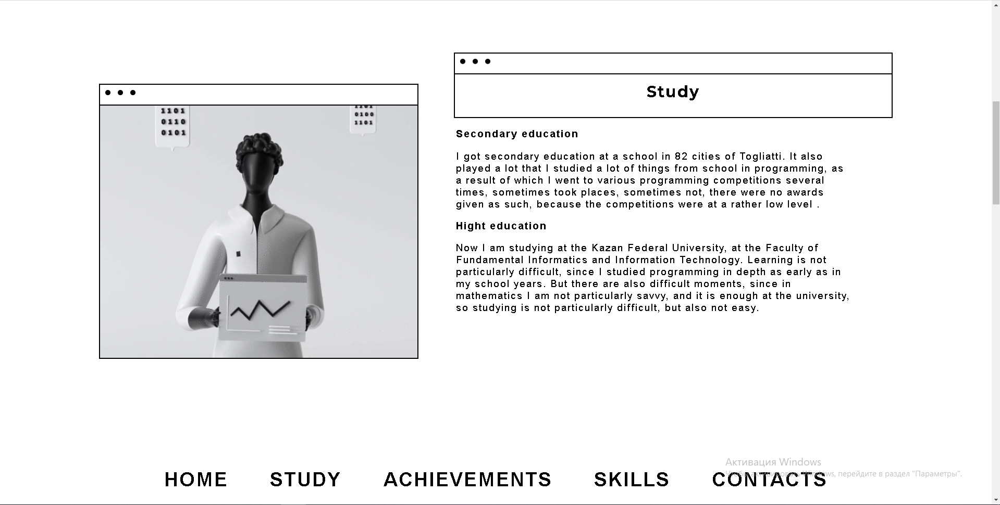 1101
0110
0101
1101
0100
1101
Study
Secondary education
I got secondary education at a school in 82 cities of Togliatti. It also
played a lot that I studied a lot of things from school in programming, as
a result of which I went to various programming competitions several
times, sometimes took places, sometimes not, there were no awards
given as such, because the competitions were at a rather low level .
Hight education
Now I am studying at the Kazan Federal University, at the Faculty of
Fundamental Informatics and Information Technology. Learning is not
particularly difficult, since I studied programming in depth as early as in
my school years. But there are also difficult moments, since in
mathematics I am not particularly savvy, and it is enough at the university,
so studying is not particularly difficult, but also not easy.
Активация Windows
Чтобы активировать Windows, перейдите в раздел "Параметры".
HOME STUDY ACHIEVEMENTS SKILLS CONTACTS